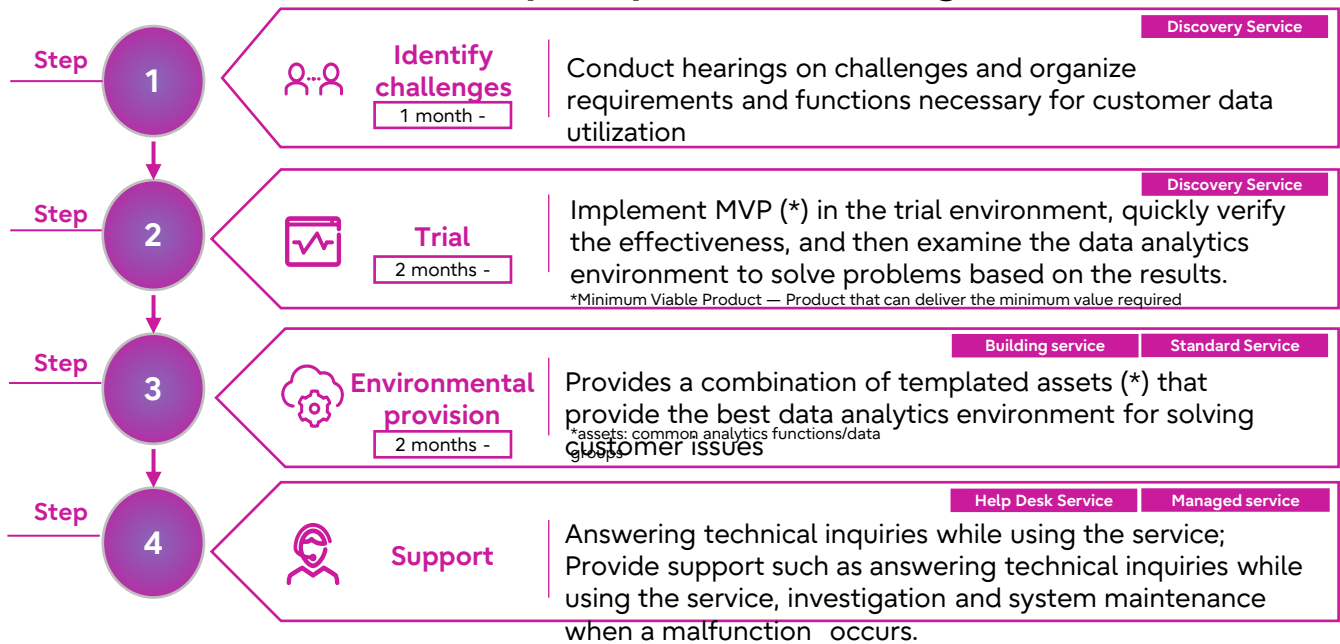 Discovery Service
Step
1
Identify
challenges
1 month -
Conduct hearings on challenges and organize
requirements and functions necessary for customer data
utilization
Discovery Service
Step
2
Trial
2 months -
Implement MVP (*) in the trial environment, quickly verify
the effectiveness, and then examine the data analytics
environment to solve problems based on the results.
*Minimum Viable Product — Product that can deliver the minimum value required
Building service
Standard Service
Step
3
Environmental
provision
2 months -
Provides a combination of templated assets (*) that
provide the best data analytics environment for solving
customer issues
*assets: common analytics functions/data
groups
Help Desk Service
Managed service
Step
4
Support
Answering technical inquiries while using the service;
Provide support such as answering technical inquiries while
using the service, investigation and system maintenance
when a malfunction occurs.